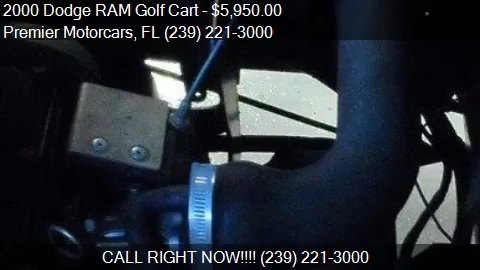 2000 Dodge RAM Golf Cart - $5,950.00
Premier Motorcars, FL (239) 221-3000
CALL RIGHT NOW!!!! (239) 221-3000